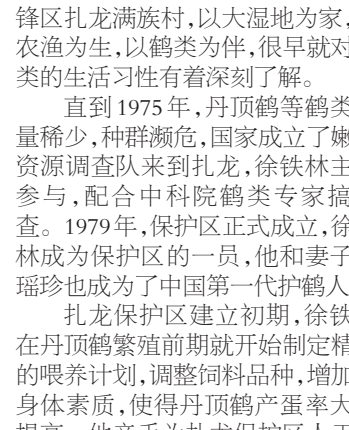 锋区扎龙满族村，以大湿地为家，
农渔为生，以鹤类为伴，很早就对
类的生活习性有着深刻了解。
直到1975年，丹顶鹤等鹤类
量稀少，种群濒危，国家成立了嫩
资源调查队来到扎龙，徐铁林主
参与，配合中科院鹤类专家搞
查。1979年，保护区正式成立，徐
林成为保护区的一员，他和妻子
瑶珍也成为了中国第一代护鹤人
扎龙保护区建立初期，徐铁
在丹顶鹤繁殖前期就开始制定精
的喂养计划，调整饲料品种，增加
身体素质，使得丹顶鹤产蛋率大